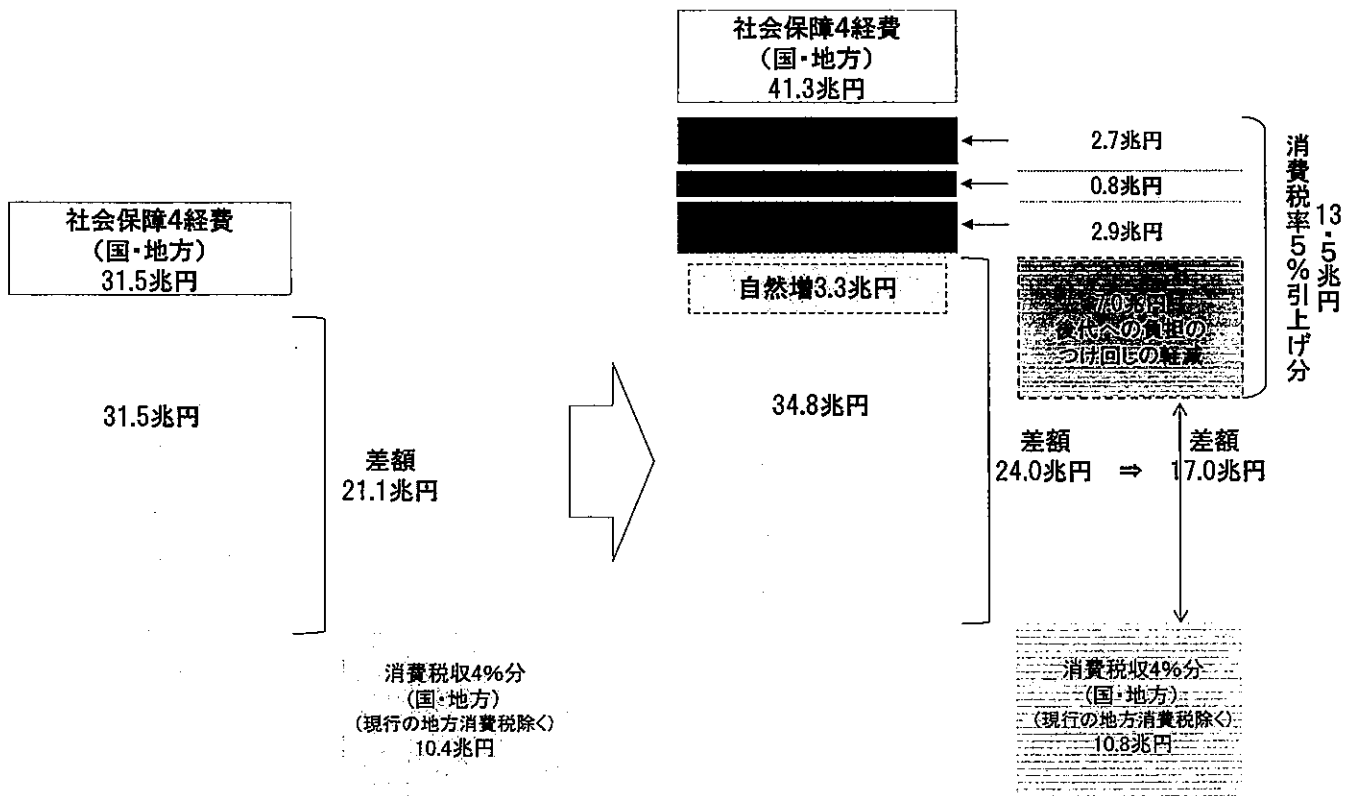 社会保障4経費
(国・地方)
31.5兆円
31.5兆円
差額
21.1兆円
消費税収4%分
(国・地方)
(現行の地方消費税除く)
10.4兆円
社会保障4経費
(国・地方)
41.3兆円
自然増3.3兆円
34.8兆円
2.7兆円
0.8兆円
2.9兆円
後代への負担の
つけ回しの軽減
消費税率5%引上げ分
13・5兆円
差額
24.0兆円 ⇒
差額
17.0兆円
消費税収4%分
(国・地方)
(現行の地方消費税除く)
10.8兆円